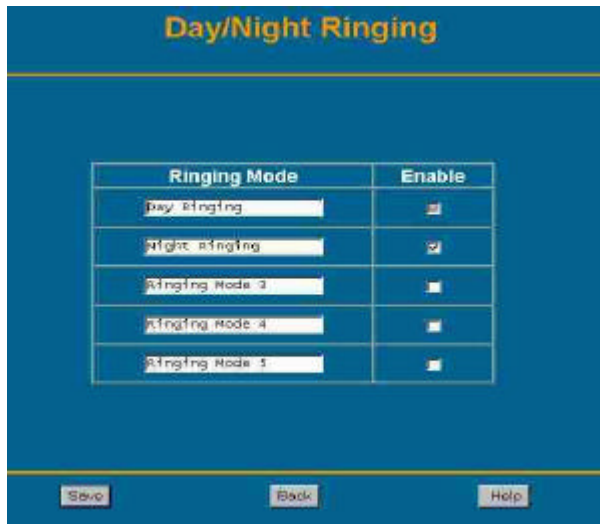 Day/Night Ringing
Ringing Mode Enable
Day Ringing
Night Ringing
Ringing Mode 3
Ringing Mode 4
Ringing Mode 5
Save Back Help